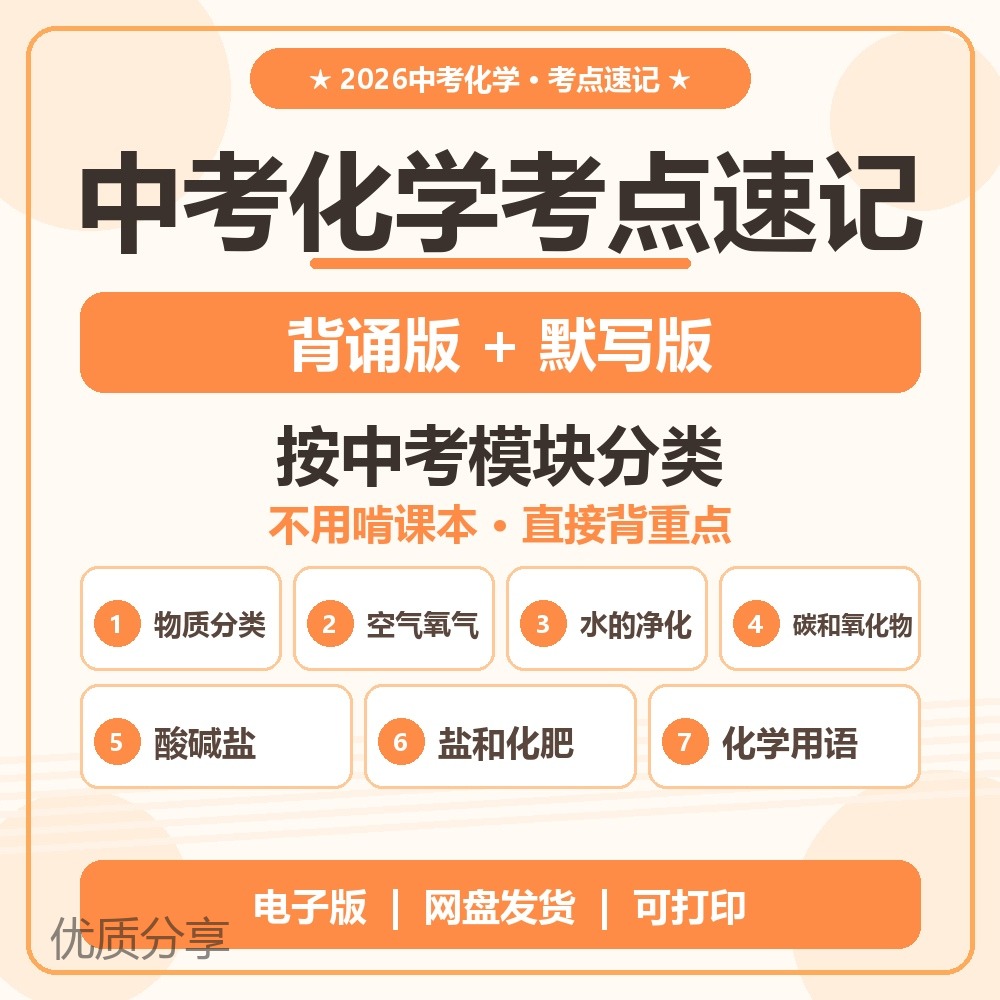 ★ 2026中考化学 • 考点速记 ★
中考化学考点速记
背诵版 + 默写版
按中考模块分类
不用啃课本 • 直接背重点
1 物质分类
2 空气氧气
3 水的净化
4 碳和氧化物
5 酸碱盐
6 盐和化肥
7 化学用语
电子版 | 网盘发货 | 可打印
优质分享